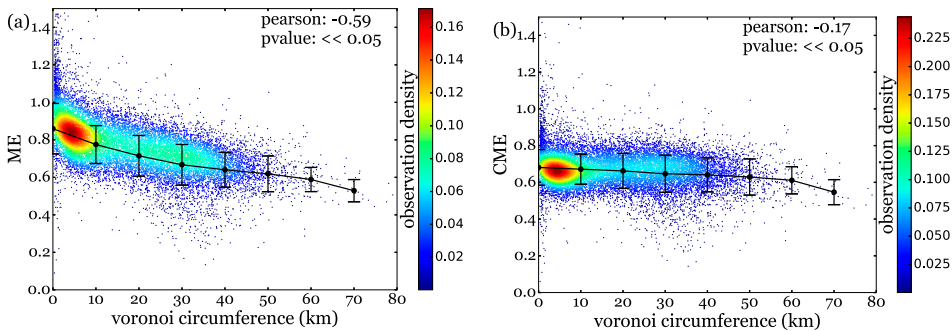 (a)
pearson: -0.59
pvalue: << 0.05
1.4
1.2
1.0
0.8
0.6
0.4
0.2
0.0
ME
0 10 20 30 40 50 60 70 80
voronoi circumference (km)
0.16
0.14
0.12
0.10
0.08
0.06
0.04
0.02
observation density
(b)
pearson: -0.17
pvalue: << 0.05
1.4
1.2
1.0
0.8
0.6
0.4
0.2
0.0
CME
0 10 20 30 40 50 60 70 80
voronoi circumference (km)
0.225
0.200
0.175
0.150
0.125
0.100
0.075
0.050
0.025
observation density